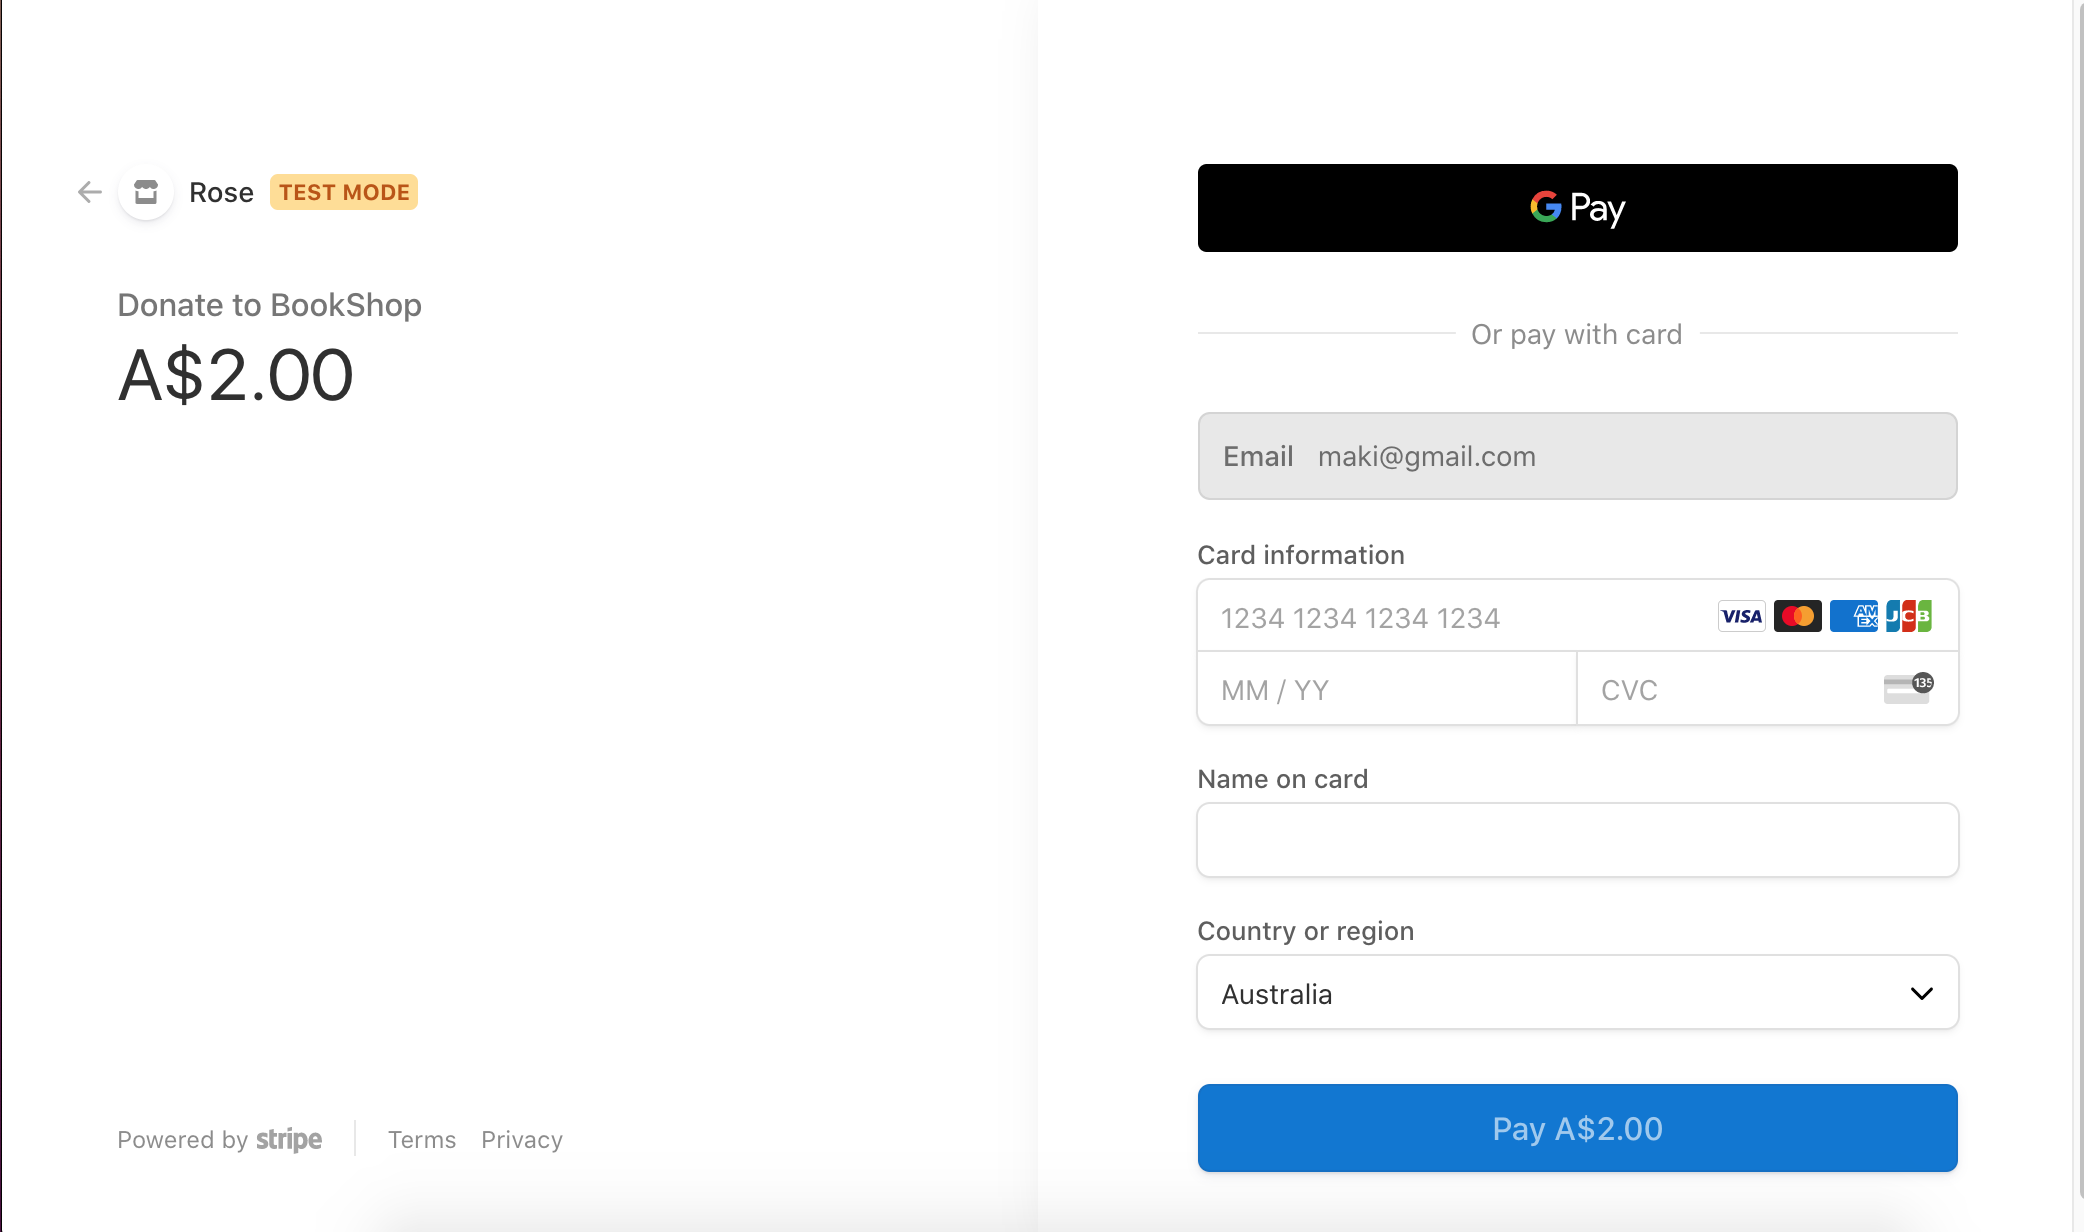 Rose TEST MODE
Donate to BookShop
A$2.00
Powered by stripe
Terms Privacy
G Pay
Or pay with card
Email maki@gmail.com
Card information
1234 1234 1234 1234 VISA AMEX JCB
MM / YY
CVC 135
Name on card
Country or region
Australia
Pay A$2.00